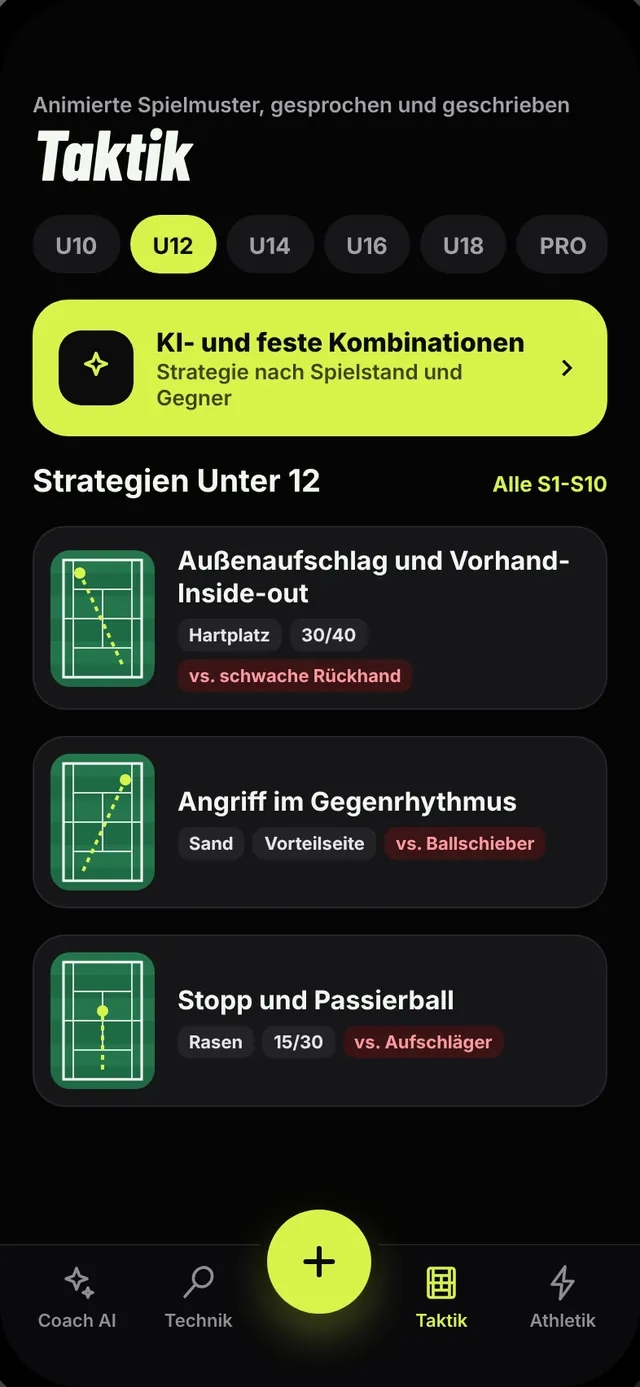 Animierte Spielmuster, gesprochen und geschrieben
Taktik
U10
U12
U14
U16
U18
PRO
KI- und feste Kombinationen
Strategie nach Spielstand und
Gegner
Strategien Unter 12
Alle S1-S10
Außenaufschlag und Vorhand-
Inside-out
Hartplatz
30/40
vs. schwache Rückhand
Angriff im Gegenrhythmus
Sand
Vorteilseite
vs. Ballschieber
Stopp und Passierball
Rasen
15/30
vs. Aufschläger
Coach AI
Technik
Taktik
Athletik